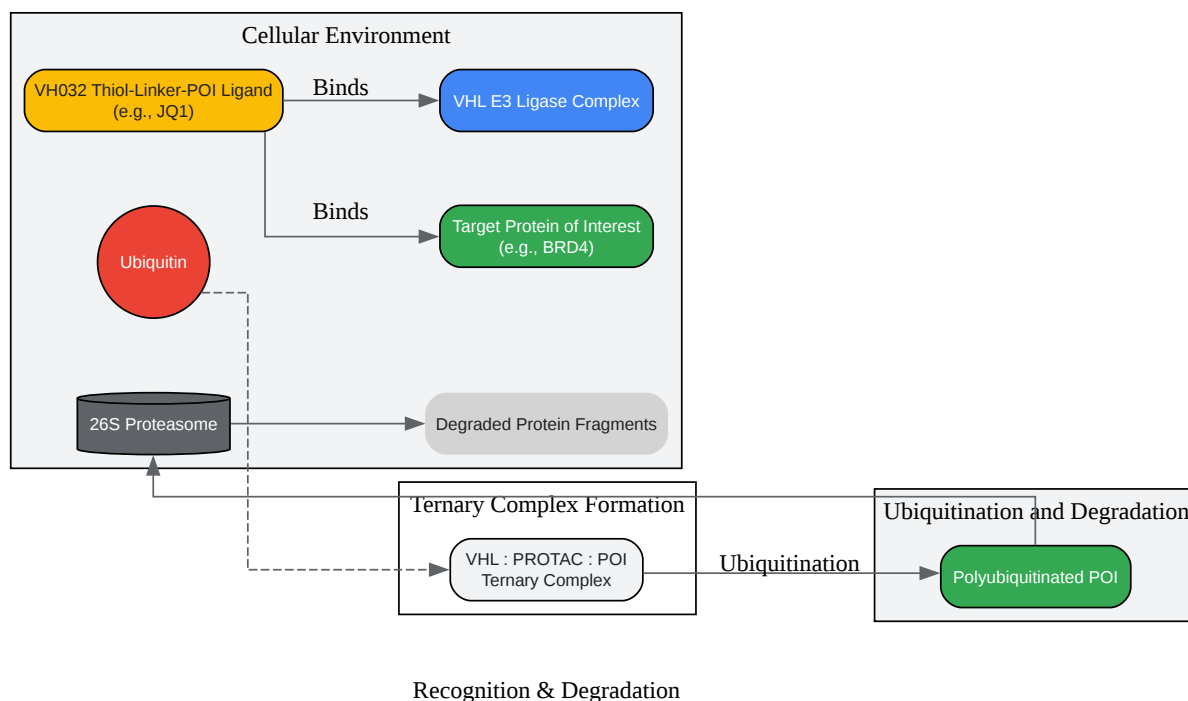 Cellular Environment
VH032 Thiol-Linker-POI Ligand
(e.g., JQ1)
Binds
VHL E3 Ligase Complex
Binds
Target Protein of Interest
(e.g., BRD4)
Ubiquitin
26S Proteasome
Degraded Protein Fragments
Ternary Complex Formation
VHL : PROTAC : POI
Ternary Complex
Ubiquitination
Ubiquitination and Degradation
Polyubiquitinated POI
Recognition & Degradation